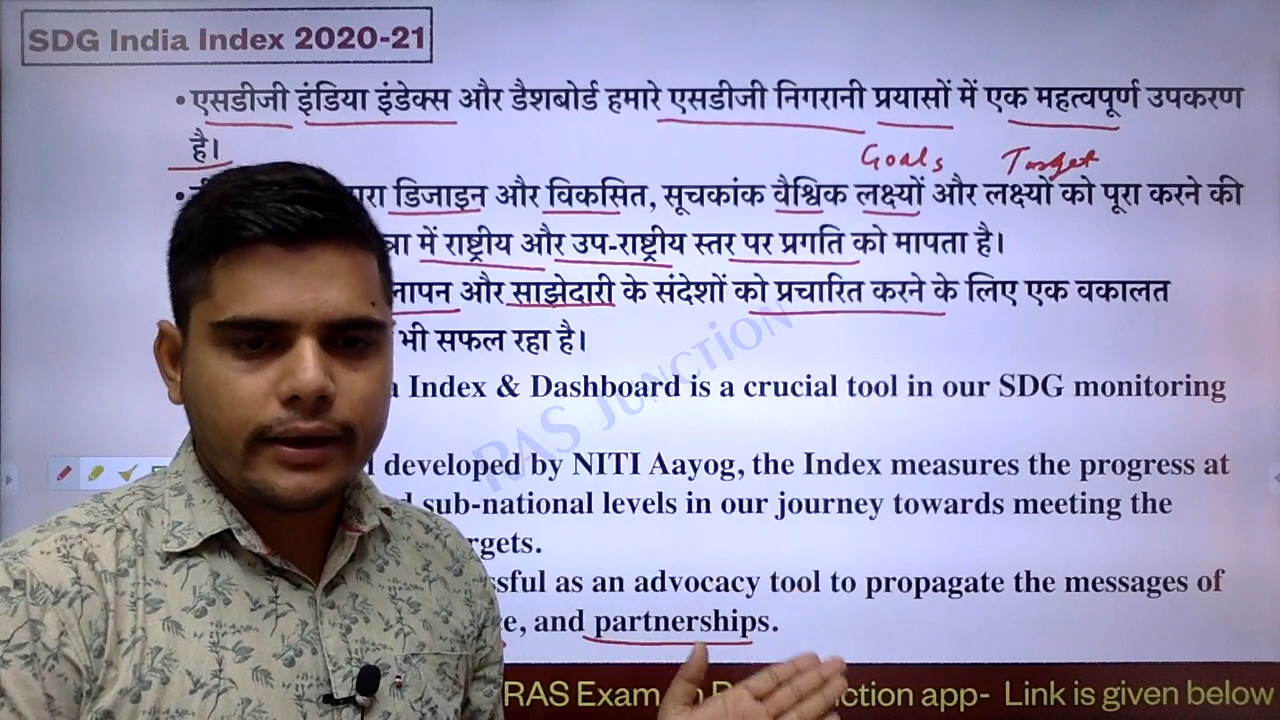 SDG India Index 2020-21
• एसडीजी इंडिया इंडेक्स और डैशबोर्ड हमारे एसडीजी निगरानी प्रयासों में एक महत्वपूर्ण उपकरण
है।
Goals Target
डिजाइन और विकसित, सूचकांक वैश्विक लक्ष्यों और लक्ष्यों को पूरा करने की
में राष्ट्रीय और उप-राष्ट्रीय स्तर पर प्रगति को मापता है।
और साझेदारी के संदेशों को प्रचारित करने के लिए एक वकालत
भी सफल रहा है।
Index & Dashboard is a crucial tool in our SDG monitoring
developed by NITI Aayog, the Index measures the progress at
sub-national levels in our journey towards meeting the
rgets.
ssful as an advocacy tool to propagate the messages of
e, and partnerships.
RAS JUNCTION
RAS Exam ction app- Link is given below